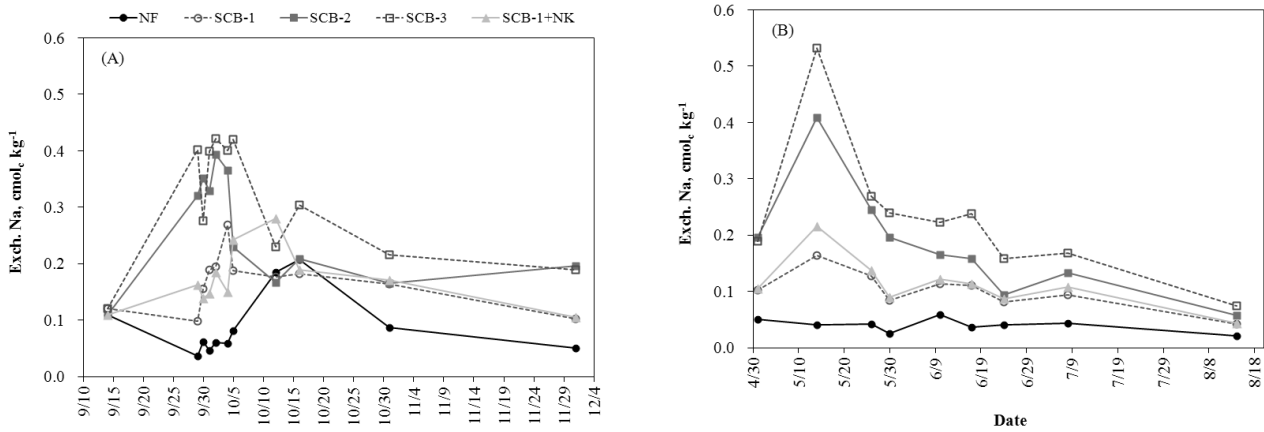 NF SCB-1 SCB-2 SCB-3 SCB-1+NK
(A)
Exch. Na, cmolc kg-1
0.6
0.5
0.4
0.3
0.2
0.1
0.0
9/10 9/15 9/20 9/25 9/30 10/5 10/10 10/15 10/20 10/25 10/30 11/4 11/9 11/14 11/19 11/24 11/29 12/4
(B)
Exch. Na, cmolc kg-1
0.6
0.5
0.4
0.3
0.2
0.1
0.0
4/30 5/10 5/20 5/30 6/9 6/19 6/29 7/9 7/19 7/29 8/8 8/18
Date